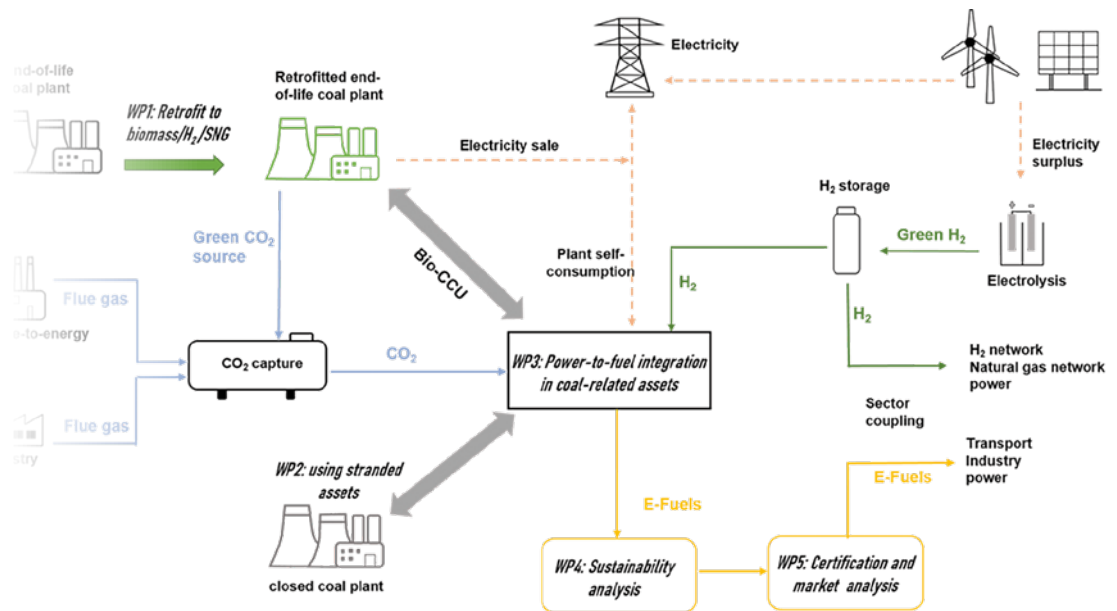 end-of-life
coal plant
WP1: Retrofit to
biomass/H₂/SNG
Retrofitted end-
of-life coal plant
Electricity
Electricity sale
Electricity
surplus
H₂ storage
Green H₂
+ −
Electrolysis
Green CO₂
source
Bio-CCU
Plant self-
consumption
H₂
H₂
Flue gas
e-to-energy
CO₂ capture
CO₂
WP3: Power-to-fuel integration
in coal-related assets
H₂ network
Natural gas network
power
Flue gas
stry
Sector
coupling
WP2: using stranded
assets
closed coal plant
E-Fuels
E-Fuels
Transport
Industry
power
WP4: Sustainability
analysis
WP5: Certification and
market analysis